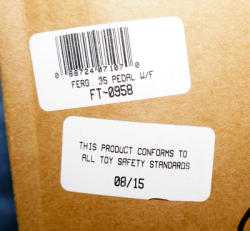 0 88724 07107 0
FERG. 35 PEDAL W/F
FT-0958
THIS PRODUCT CONFORMS TO
ALL TOY SAFETY STANDARDS
08/15